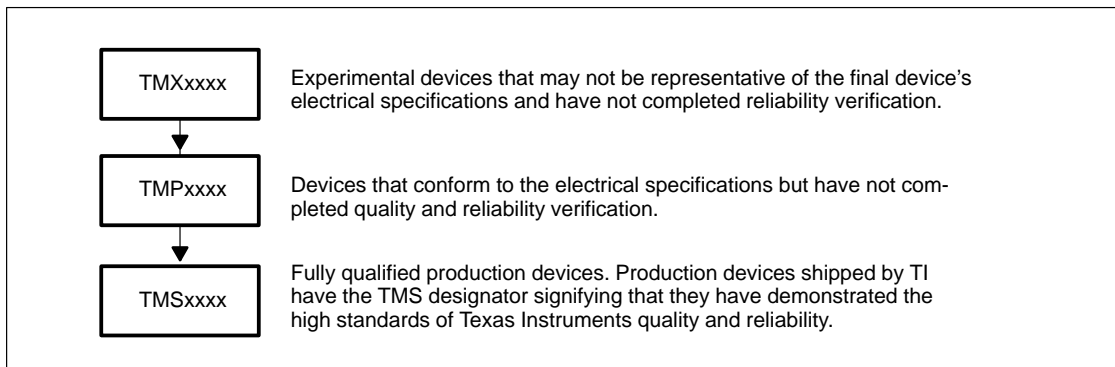 TMXxxxx
Experimental devices that may not be representative of the final device’s
electrical specifications and have not completed reliability verification.
TMPxxxx
Devices that conform to the electrical specifications but have not com-
pleted quality and reliability verification.
TMSxxxx
Fully qualified production devices. Production devices shipped by TI
have the TMS designator signifying that they have demonstrated the
high standards of Texas Instruments quality and reliability.